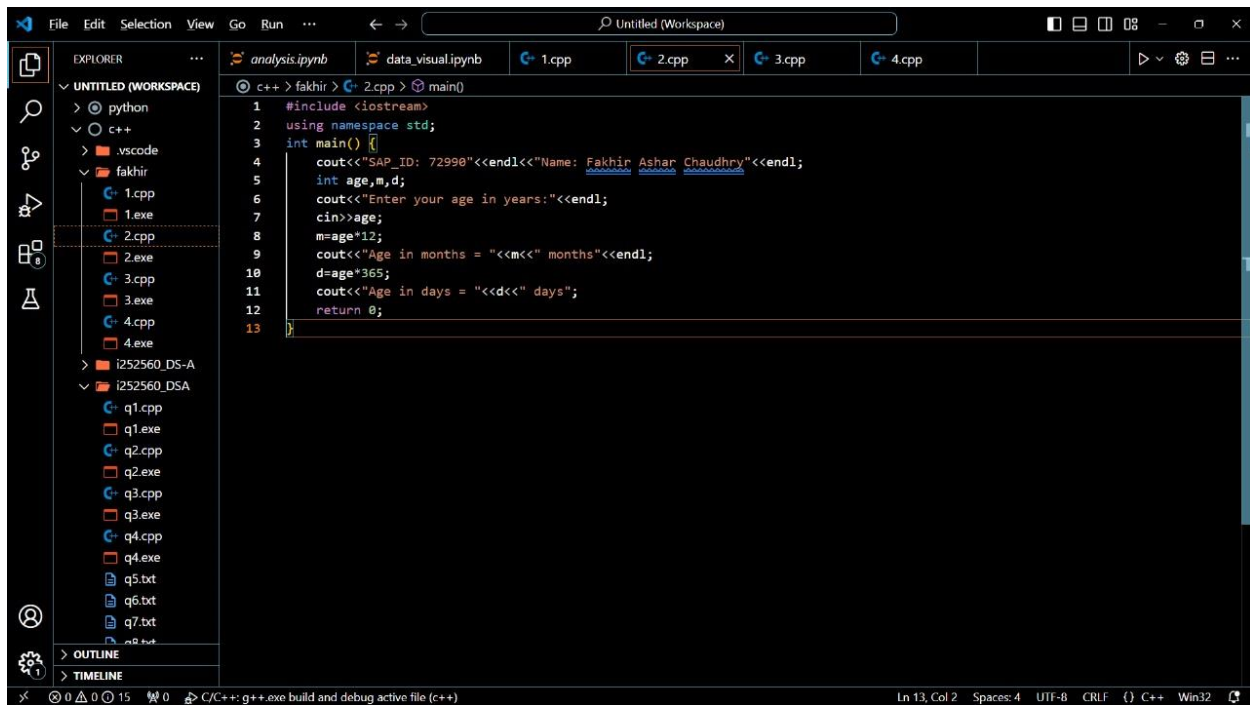 File Edit Selection View Go Run ··· ← → Untitled (Workspace)
EXPLORER ···
UNTITLED (WORKSPACE)
python
c++
.vscode
fakhir
1.cpp
1.exe
2.cpp
2.exe
3.cpp
3.exe
4.cpp
4.exe
i252560_DS-A
i252560_DSA
q1.cpp
q1.exe
q2.cpp
q2.exe
q3.cpp
q3.exe
q4.cpp
q4.exe
q5.txt
q6.txt
q7.txt
q8.txt
OUTLINE
TIMELINE
8
1
analysis.ipynb data_visual.ipynb 1.cpp 2.cpp × 3.cpp 4.cpp
c++ > fakhir > 2.cpp > main()
1 #include <iostream>
2 using namespace std;
3 int main() {
4 cout<<"SAP_ID: 72990"<<endl<<"Name: Fakhir Ashar Chaudhry"<<endl;
5 int age,m,d;
6 cout<<"Enter your age in years:"<<endl;
7 cin>>age;
8 m=age*12;
9 cout<<"Age in months = "<<m<<" months"<<endl;
10 d=age*365;
11 cout<<"Age in days = "<<d<<" days";
12 return 0;
13 }
0 0 15 0 C/C++: g++.exe build and debug active file (c++) Ln 13, Col 2 Spaces: 4 UTF-8 CRLF {} C++ Win32